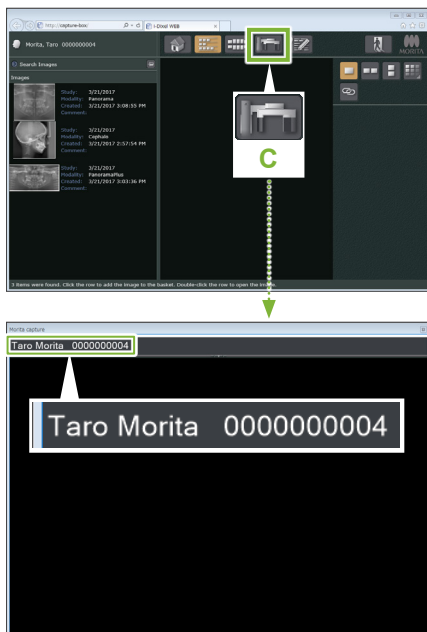 http://capture-box/
i-Dixel WEB
Morita, Taro 0000000004
MORITA
Search Images
Images
Study: 3/21/2017
Modality: Panorama
Created: 3/21/2017 3:08:55 PM
Comment:
Study: 3/21/2017
Modality: Cephalo
Created: 3/21/2017 2:57:54 PM
Comment:
Study: 3/21/2017
Modality: PanoramaPlus
Created: 3/21/2017 3:03:36 PM
Comment:
C
3 items were found. Click the row to add the image to the basket. Double-click the row to open the image.
Morita capture
Taro Morita 0000000004
Taro Morita 0000000004